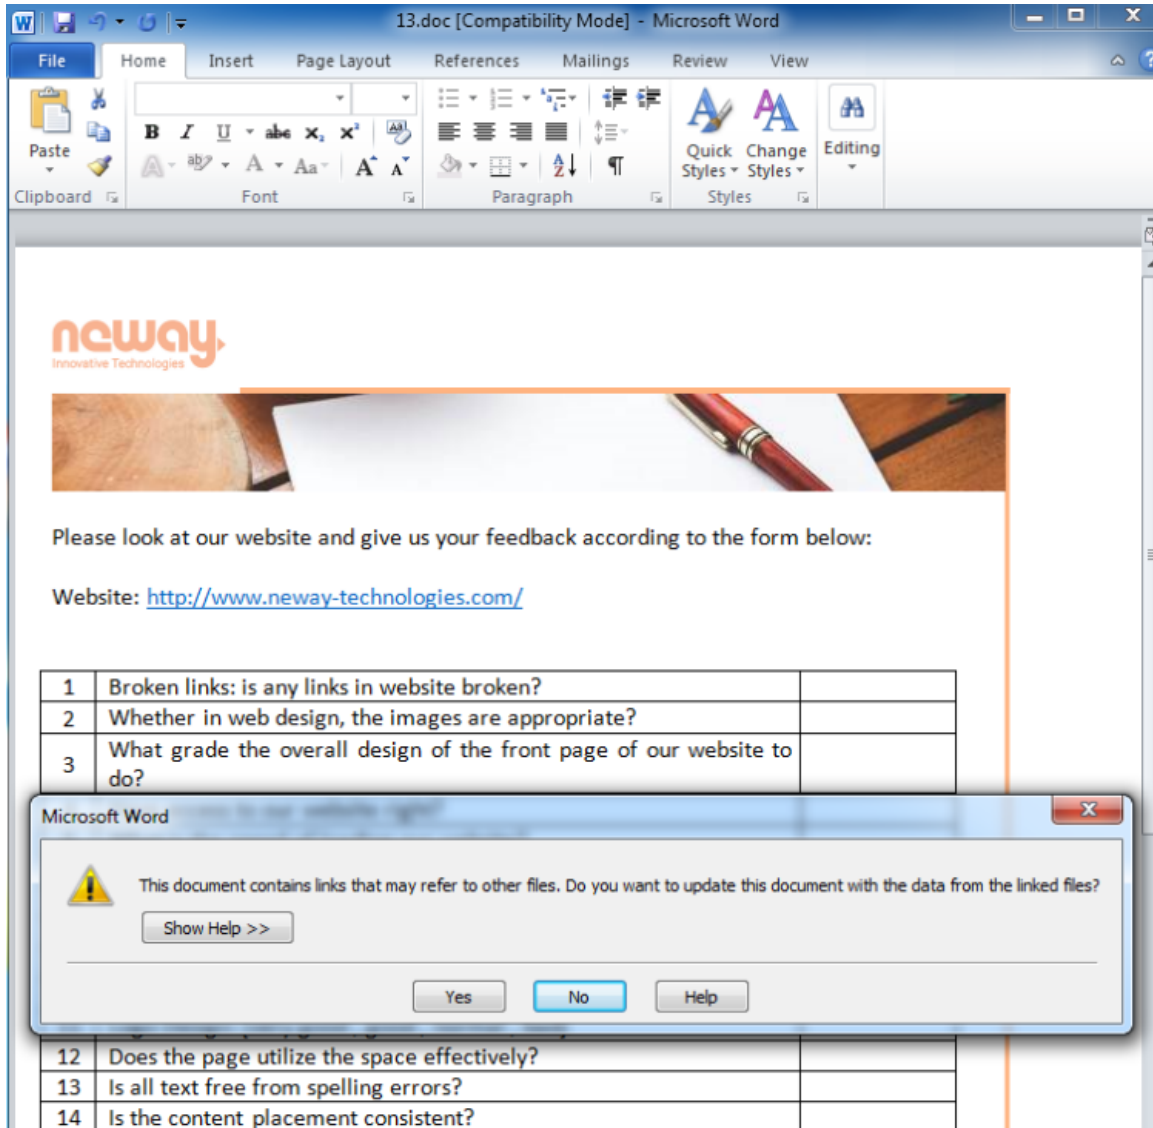 13.doc [Compatibility Mode] - Microsoft Word
File Home Insert Page Layout References Mailings Review View
Paste
B I U abe x₂ x² Aa
A ab A Aa A A
A Z ¶
Quick Styles
Change Styles
Editing
Clipboard Font Paragraph Styles
neway
Innovative Technologies
Please look at our website and give us your feedback according to the form below:
Website: http://www.neway-technologies.com/
1 Broken links: is any links in website broken?
2 Whether in web design, the images are appropriate?
3 What grade the overall design of the front page of our website to
do?
Microsoft Word
This document contains links that may refer to other files. Do you want to update this document with the data from the linked files?
Show Help >>
Yes No Help
12 Does the page utilize the space effectively?
13 Is all text free from spelling errors?
14 Is the content placement consistent?